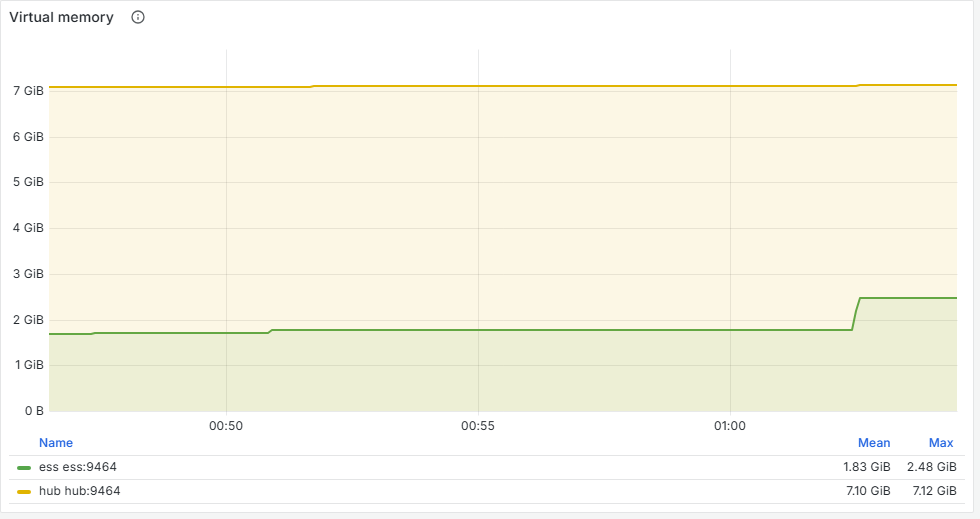 Virtual memory
7 GiB
6 GiB
5 GiB
4 GiB
3 GiB
2 GiB
1 GiB
0 B
00:50 00:55 01:00
Name Mean Max
ess ess:9464 1.83 GiB 2.48 GiB
hub hub:9464 7.10 GiB 7.12 GiB